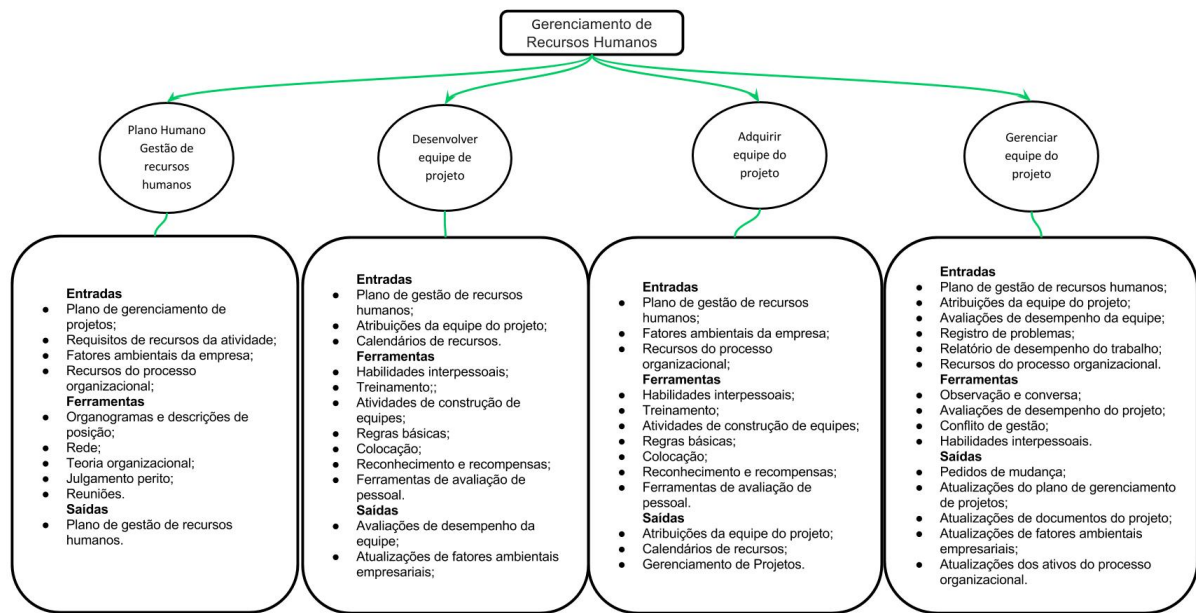 Gerenciamento de
Recursos Humanos
Plano Humano
Gestão de
recursos
humanos
Desenvolver
equipe de
projeto
Adquirir
equipe do
projeto
Gerenciar
equipe do
projeto
Entradas
● Plano de gerenciamento de
projetos;
● Requisitos de recursos da atividade;
● Fatores ambientais da empresa;
● Recursos do processo
organizacional;
Ferramentas
● Organogramas e descrições de
posição;
● Rede;
● Teoria organizacional;
● Julgamento perito;
● Reuniões.
Saídas
● Plano de gestão de recursos
humanos.
Entradas
● Plano de gestão de recursos
humanos;
● Atribuições da equipe do projeto;
● Calendários de recursos.
Ferramentas
● Habilidades interpessoais;
● Treinamento;;
● Atividades de construção de
equipes;
● Regras básicas;
● Colocação;
● Reconhecimento e recompensas;
● Ferramentas de avaliação de
pessoal.
Saídas
● Avaliações de desempenho da
equipe;
● Atualizações de fatores ambientais
empresariais;
Entradas
● Plano de gestão de recursos
humanos;
● Fatores ambientais da empresa;
● Recursos do processo
organizacional;
Ferramentas
● Habilidades interpessoais;
● Treinamento;
● Atividades de construção de equipes;
● Regras básicas;
● Colocação;
● Reconhecimento e recompensas;
● Ferramentas de avaliação de
pessoal.
Saídas
● Atribuições da equipe do projeto;
● Calendários de recursos;
● Gerenciamento de Projetos.
Entradas
● Plano de gestão de recursos humanos;
● Atribuições da equipe do projeto;
● Avaliações de desempenho da equipe;
● Registro de problemas;
● Relatório de desempenho do trabalho;
● Recursos do processo organizacional.
Ferramentas
● Observação e conversa;
● Avaliações de desempenho do projeto;
● Conflito de gestão;
● Habilidades interpessoais.
Saídas
● Pedidos de mudança;
● Atualizações do plano de gerenciamento
de projetos;
● Atualizações de documentos do projeto;
● Atualizações de fatores ambientais
empresariais;
● Atualizações dos ativos do processo
organizacional.